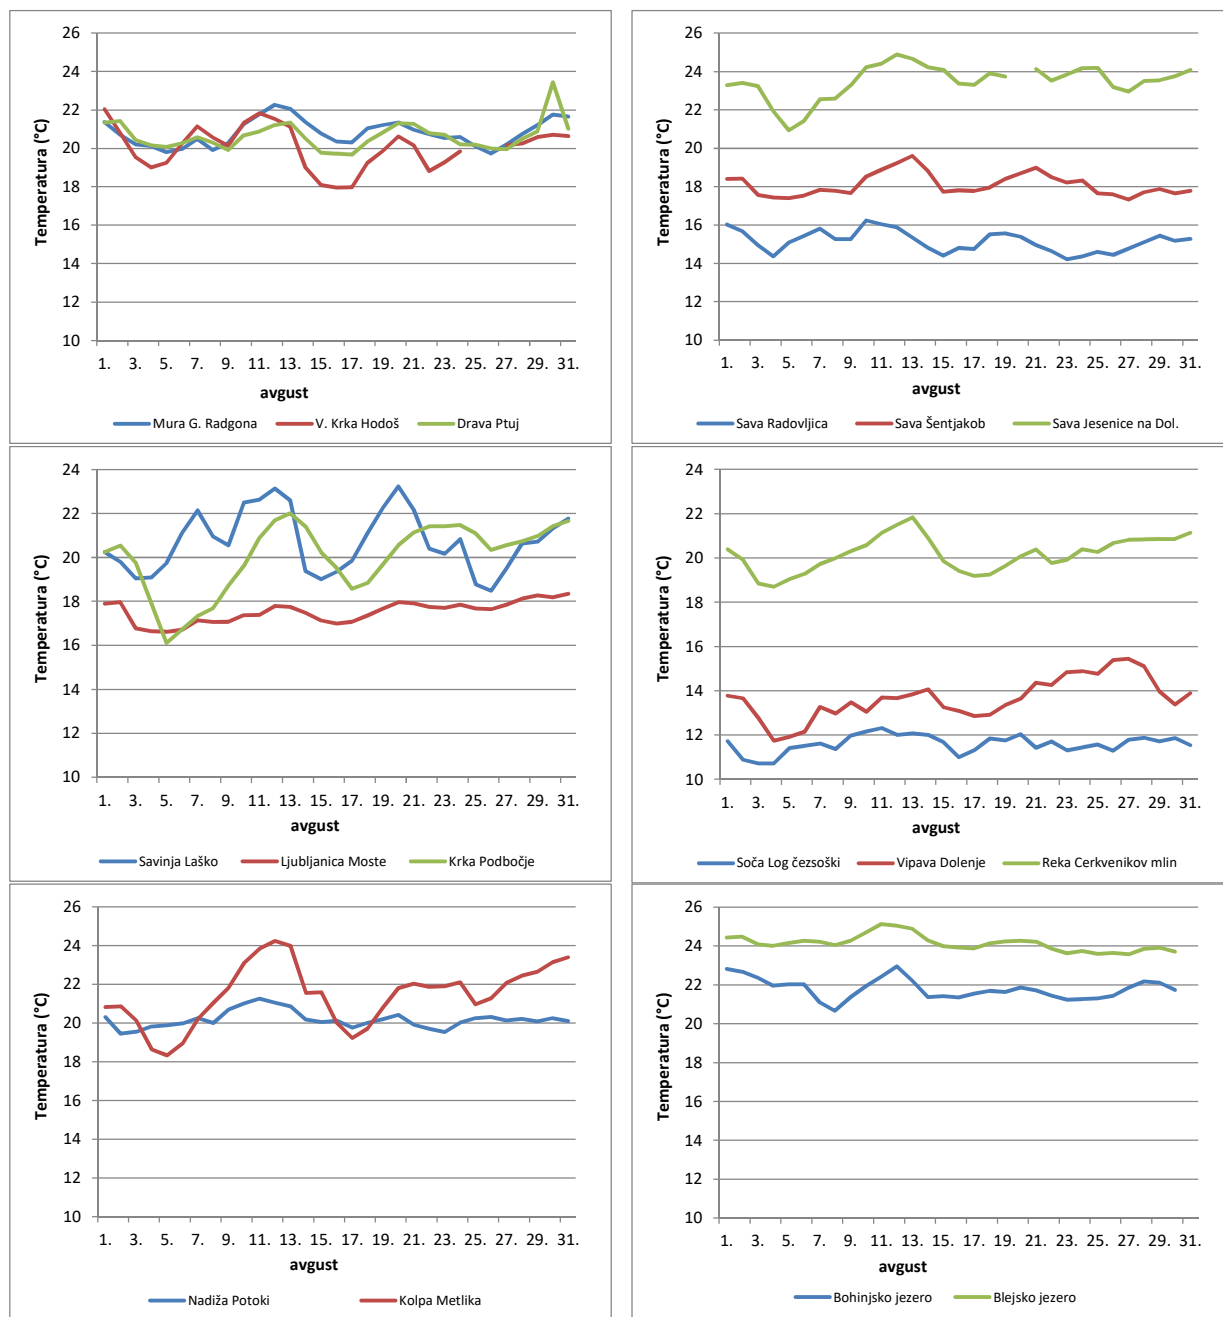 26
24
22
20
18
16
14
12
10
Temperatura (°C)
1. 3. 5. 7. 9. 11. 13. 15. 17. 19. 21. 23. 25. 27. 29. 31.
avgust
Mura G. Radgona V. Krka Hodoš Drava Ptuj
26
24
22
20
18
16
14
12
10
Temperatura (°C)
1. 3. 5. 7. 9. 11. 13. 15. 17. 19. 21. 23. 25. 27. 29. 31.
avgust
Sava Radovljica Sava Šentjakob Sava Jesenice na Dol.
24
22
20
18
16
14
12
10
Temperatura (°C)
1. 3. 5. 7. 9. 11. 13. 15. 17. 19. 21. 23. 25. 27. 29. 31.
avgust
Savinja Laško Ljubljanica Moste Krka Podbočje
24
22
20
18
16
14
12
10
Temperatura (°C)
1. 3. 5. 7. 9. 11. 13. 15. 17. 19. 21. 23. 25. 27. 29. 31.
avgust
Soča Log čezsoški Vipava Dolenje Reka Cerkvenikov mlin
26
24
22
20
18
16
14
12
10
Temperatura (°C)
1. 3. 5. 7. 9. 11. 13. 15. 17. 19. 21. 23. 25. 27. 29. 31.
avgust
Nadiža Potoki Kolpa Metlika
26
24
22
20
18
16
14
12
10
Temperatura (°C)
1. 3. 5. 7. 9. 11. 13. 15. 17. 19. 21. 23. 25. 27. 29. 31.
avgust
Bohinjsko jezero Blejsko jezero